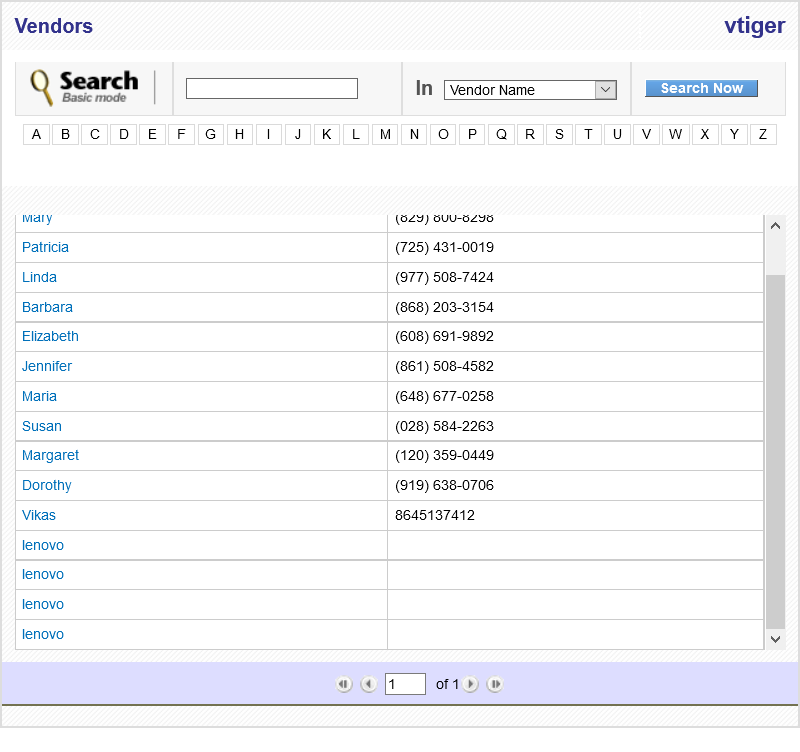 Vendors vtiger
Search
Basic mode
In Vendor Name Search Now
A B C D E F G H I J K L M N O P Q R S T U V W X Y Z
Mary (829) 800-8298
Patricia (725) 431-0019
Linda (977) 508-7424
Barbara (868) 203-3154
Elizabeth (608) 691-9892
Jennifer (861) 508-4582
Maria (648) 677-0258
Susan (028) 584-2263
Margaret (120) 359-0449
Dorothy (919) 638-0706
Vikas 8645137412
lenovo
lenovo
lenovo
lenovo
1 of 1